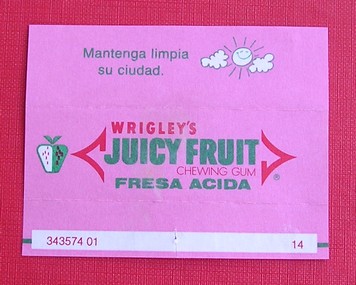 Mantenga limpia
su ciudad.
WRIGLEY'S
JUICY FRUIT
CHEWING GUM
®
FRESA ACIDA
343574 01
14